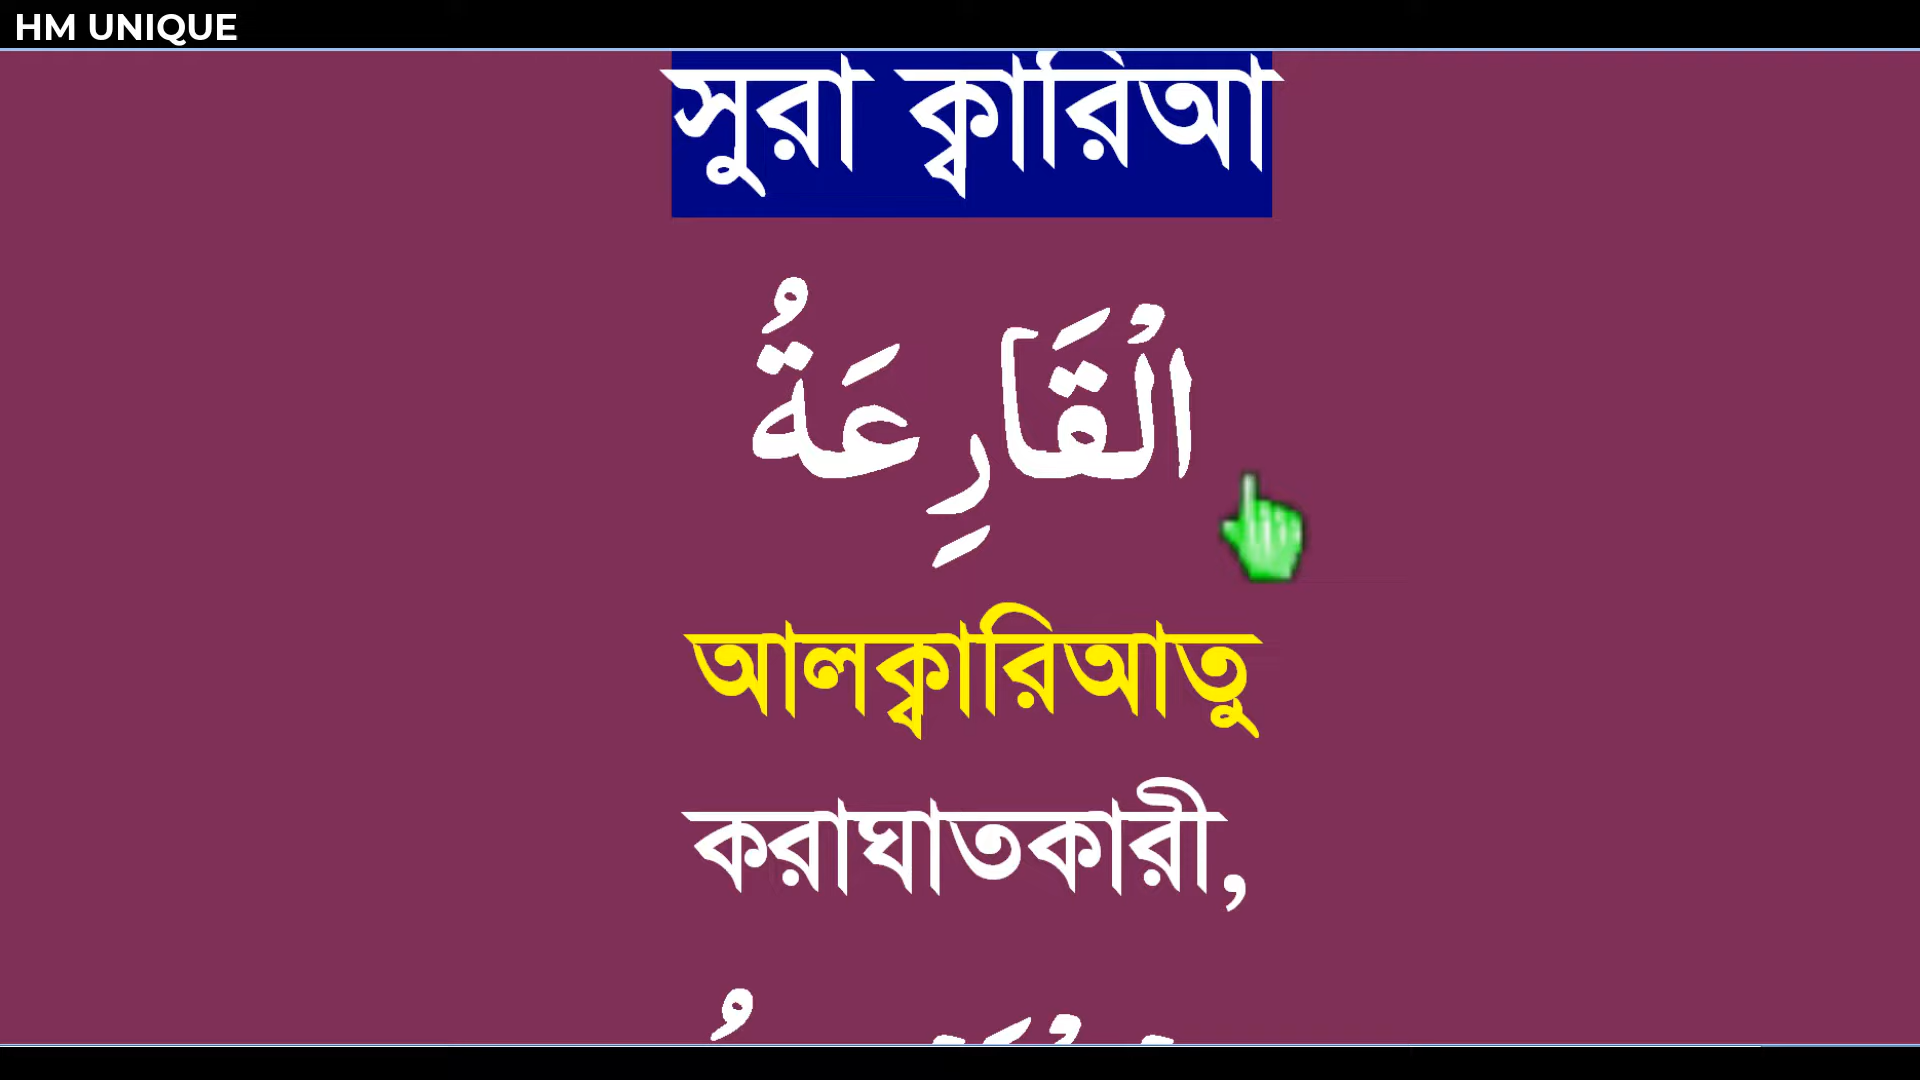 HM UNIQUE
সুরা ক্বারিআ
الْقَارِعَةُ
আলক্বারিআতু
করাঘাতকারী,